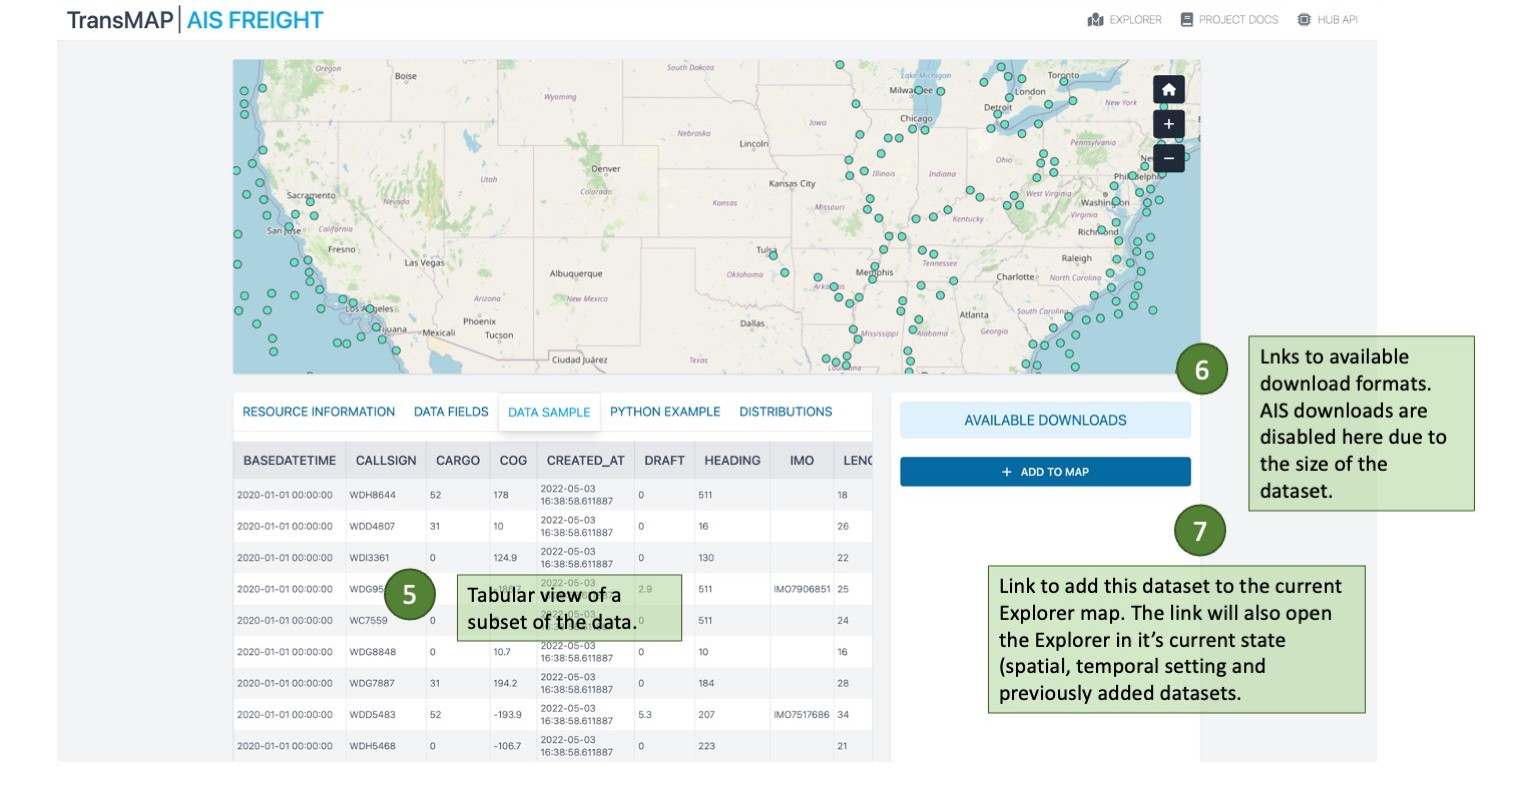 TransMAP | AIS FREIGHT
EXPLORER PROJECT DOCS HUB API
Oregon
Boise
South Dakota
Lake Michigan
Toronto
Milwaukee
London
Wyoming
Detroit
New York
Chicago
Iowa
Nebraska
Lincoln
Pennsylvania
Ohio
Denver
Utah
Illinois
Indiana
Philadelphia
Kansas City
Colorado
Sacramento
Nevada
West Virginia
Washington
Kansas
Missouri
Virginia
Kentucky
San Jose
California
Richmond
Fresno
Tulsa
Las Vegas
Raleigh
Tennessee
Albuquerque
Oklahoma
Memphis
Charlotte
North Carolina
Arkansas
Arizona
New Mexico
Los Angeles
South Carolina
Atlanta
Phoenix
Dallas
Tijuana
Mexicali
Tucson
Mississippi
Alabama
Georgia
Ciudad Juárez
Texas
Louisiana
6
Lnks to available
download formats.
AIS downloads are
disabled here due to
the size of the
dataset.
RESOURCE INFORMATION DATA FIELDS DATA SAMPLE PYTHON EXAMPLE DISTRIBUTIONS
AVAILABLE DOWNLOADS
+ ADD TO MAP
BASEDATETIME CALLSIGN CARGO COG CREATED_AT DRAFT HEADING IMO LENG
2020-01-01 00:00:00 WDH8644 52 178 2022-05-03 16:38:58.611887 0 511 18
2020-01-01 00:00:00 WDD4807 31 10 2022-05-03 16:38:58.611887 0 16 26
2020-01-01 00:00:00 WDI3361 0 124.9 2022-05-03 16:38:58.611887 0 130 22
2020-01-01 00:00:00 WDG95 2022-05-03 2.9 511 IMO7906851 25
2020-01-01 00:00:00 WC7559 0 2022-05-03 0 511 24
2020-01-01 00:00:00 WDG8848 0 10.7 2022-05-03 16:38:58.611887 0 10 16
2020-01-01 00:00:00 WDG7887 31 194.2 2022-05-03 16:38:58.611887 0 184 28
2020-01-01 00:00:00 WDD5483 52 -193.9 2022-05-03 16:38:58.611887 5.3 207 IMO7517686 34
2020-01-01 00:00:00 WDH5468 0 -106.7 2022-05-03 16:38:58.611887 0 223 21
5
Tabular view of a
subset of the data.
7
Link to add this dataset to the current
Explorer map. The link will also open
the Explorer in it’s current state
(spatial, temporal setting and
previously added datasets.